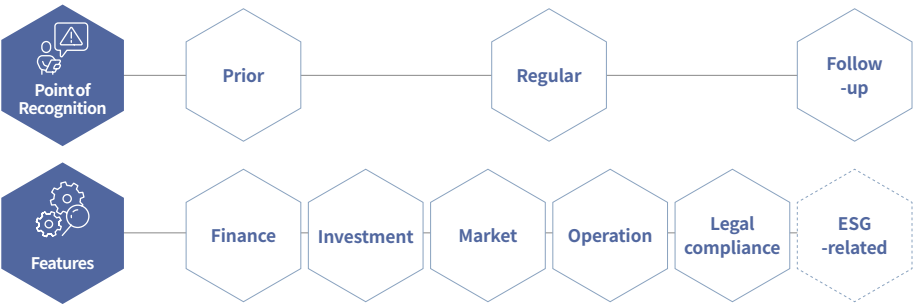 Point of
Recognition
Prior
Regular
Follow
-up
Features
Finance
Investment
Market
Operation
Legal
compliance
ESG
-related